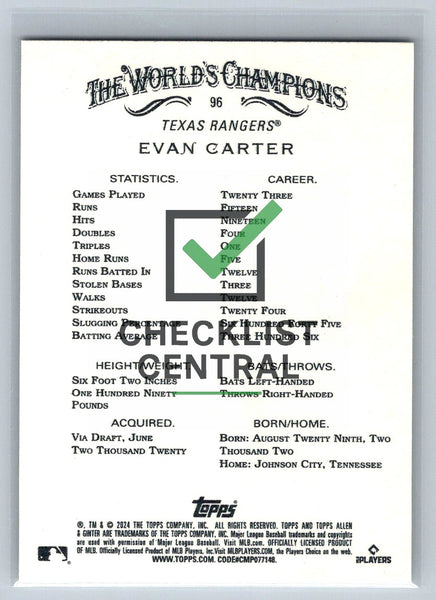 The World's Champions
96
Texas Rangers®
Evan Carter
STATISTICS. CAREER.
Games Played Twenty Three
Runs Fifteen
Hits Nineteen
Doubles Four
Triples One
Home Runs Five
Runs Batted In Twelve
Stolen Bases Three
Walks Twelve
Strikeouts Twenty Four
Slugging Percentage Six Hundred Forty Five
Batting Average Three Hundred Six
CHECKLIST
CENTRAL
HEIGHT/WEIGHT. BATS/THROWS.
Six Foot Two Inches Bats Left-Handed
One Hundred Ninety Throws Right-Handed
Pounds
ACQUIRED. BORN/HOME.
Via Draft, June Born: August Twenty Ninth, Two
Two Thousand Twenty Thousand Two
Home: Johnson City, Tennessee
Topps
®, TM & © 2024 THE TOPPS COMPANY, INC. ALL RIGHTS RESERVED. TOPPS AND TOPPS ALLEN
& GINTER ARE TRADEMARKS OF THE TOPPS COMPANY, INC. Major League Baseball trademarks and copyrights
are used with permission of Major League Baseball. Visit MLB.com. OFFICIALLY LICENSED PRODUCT
OF MLB. Officially Licensed Product of MLB Players, Inc. Visit MLBPLAYERS.com, the Players Choice on the web.
WWW.TOPPS.COM. CODE#CMP077148.
PLAYERS